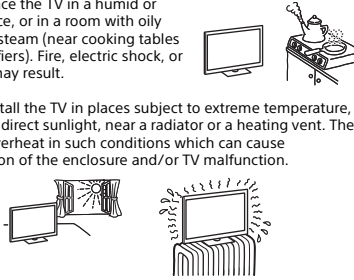 ce the TV in a humid or
ce, or in a room with oily
steam (near cooking tables
fiers). Fire, electric shock, or
may result.
tall the TV in places subject to extreme temperature,
direct sunlight, near a radiator or a heating vent. The
verheat in such conditions which can cause
on of the enclosure and/or TV malfunction.